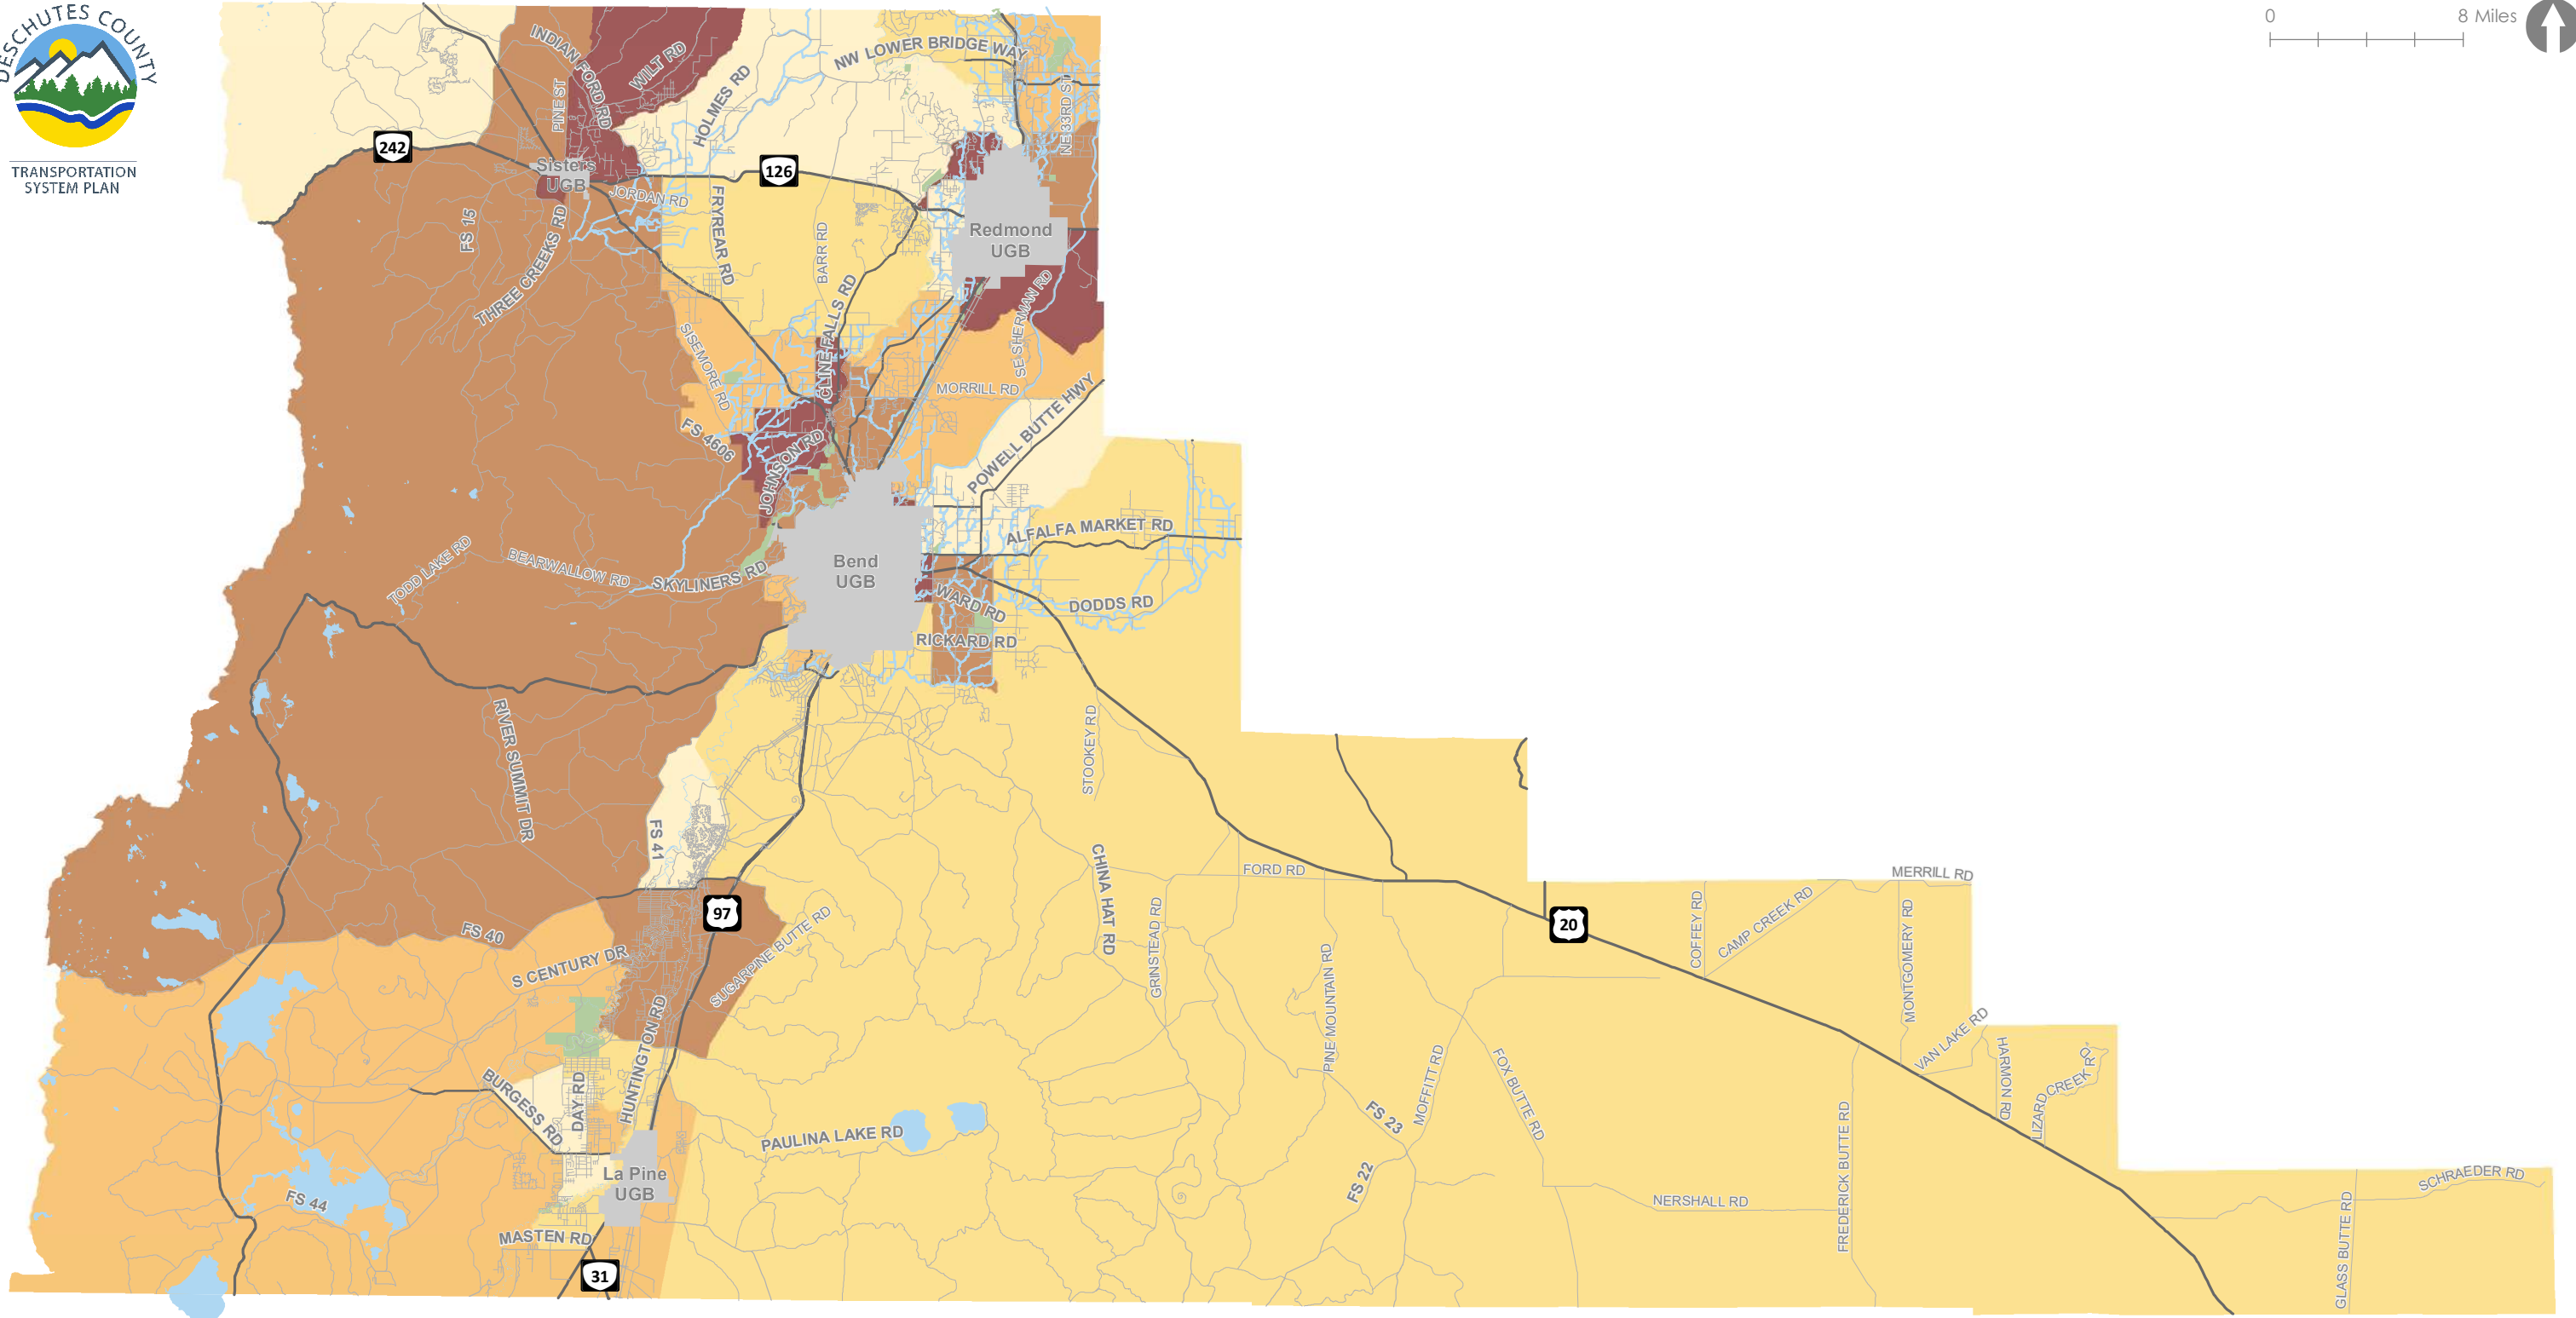 DESCHUTES COUNTY
TRANSPORTATION
SYSTEM PLAN
0
8 Miles
INDIAN FORD RD
WILT RD
PINE ST
HOLMES RD
NW LOWER BRIDGE WAY
NE 33RD ST
242
Sisters
UGB
126
JORDAN RD
FRYREAR RD
BARR RD
FS 15
THREE CREEKS RD
Redmond
UGB
CLINE FALLS RD
SE SHERMAN RD
SISEMORE RD
MORRILL RD
POWELL BUTTE HWY
FS 4606
JOHNSON RD
ALFALFA MARKET RD
TODD LAKE RD
BEARWALLOW RD
SKYLINERS RD
Bend
UGB
WARD RD
DODDS RD
RICKARD RD
RIVER SUMMIT DR
STOOKEY RD
FS 41
CHINA HAT RD
FORD RD
MERRILL RD
97
20
FS 40
S CENTURY DR
SUGARPINE BUTTE RD
GRINSTEAD RD
PINE MOUNTAIN RD
COFFEY RD
CAMP CREEK RD
MONTGOMERY RD
HUNTINGTON RD
BURGESS RD
DAY RD
MOFFITT RD
FOX BUTTE RD
VAN LAKE RD
HARMON RD
LIZARD CREEK RD
FS 23
PAULINA LAKE RD
FREDERICK BUTTE RD
La Pine
UGB
FS 44
FS 22
NERSHALL RD
SCHRAEDER RD
GLASS BUTTE RD
MASTEN RD
31